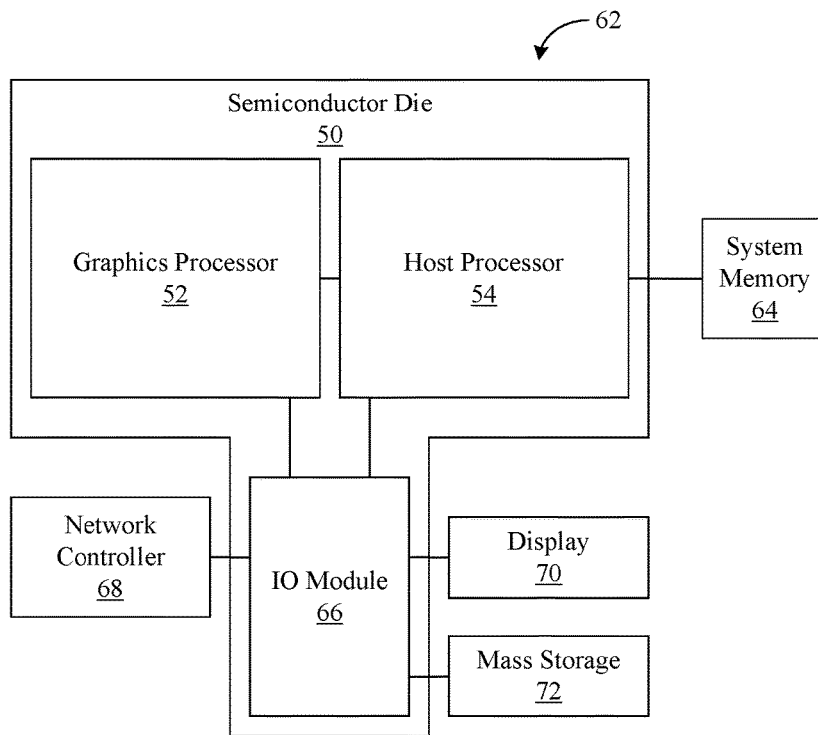 62
Semiconductor Die
50
Graphics Processor
52
Host Processor
54
System
Memory
64
Network
Controller
68
IO Module
66
Display
70
Mass Storage
72